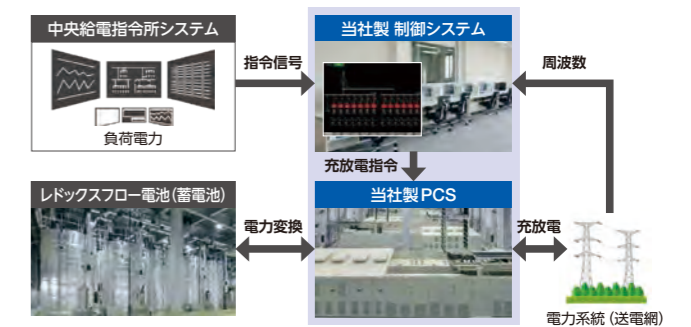 中央給電指令所システム
当社製 制御システム
指令信号
周波数
負荷電力
充放電指令
レドックスフロー電池(蓄電池)
当社製PCS
電力変換
充放電
電力系統(送電網)